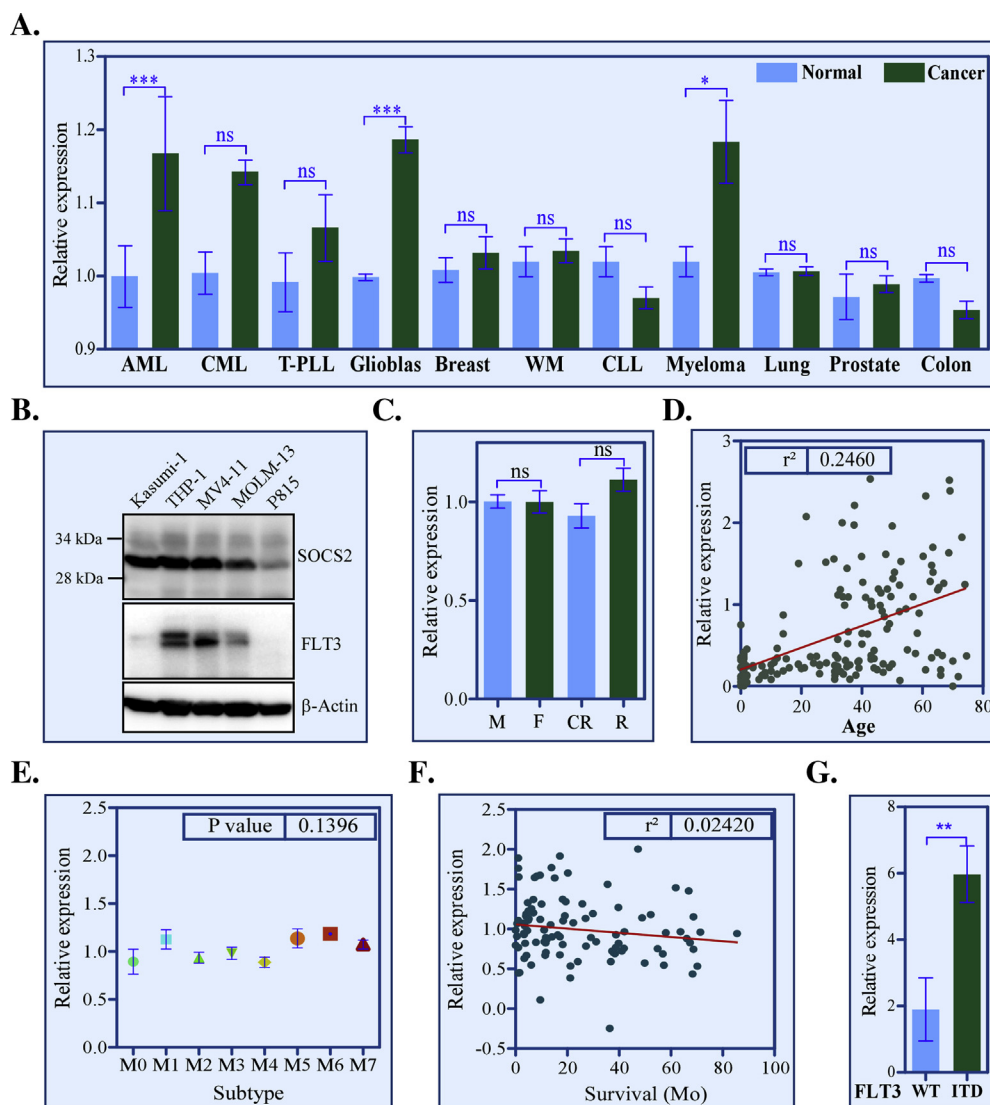 A.
1.3
1.2
1.1
1.0
0.9
Relative expression
Normal Cancer
*** ns ns *** ns ns ns * ns ns ns
AML CML T-PLL Glioblas Breast WM CLL Myeloma Lung Prostate Colon
B.
Kasumi-1 THP-1 MV4-11 MOLM-13 P815
34 kDa
28 kDa
SOCS2
FLT3
β-Actin
C.
Relative expression
1.0
0.5
0.0
ns ns
M F CR R
D.
r² 0.2460
Relative expression
3
2
1
0
0 20 40 60 80
Age
E.
P value 0.1396
Relative expression
2.5
2.0
1.5
1.0
0.5
0.0
M0 M1 M2 M3 M4 M5 M6 M7
Subtype
F.
r² 0.02420
Relative expression
2.5
2.0
1.5
1.0
0.5
0.0
-0.5
0 20 40 60 80 100
Survival (Mo)
G.
Relative expression
8
6
4
2
0
**
FLT3 WT ITD